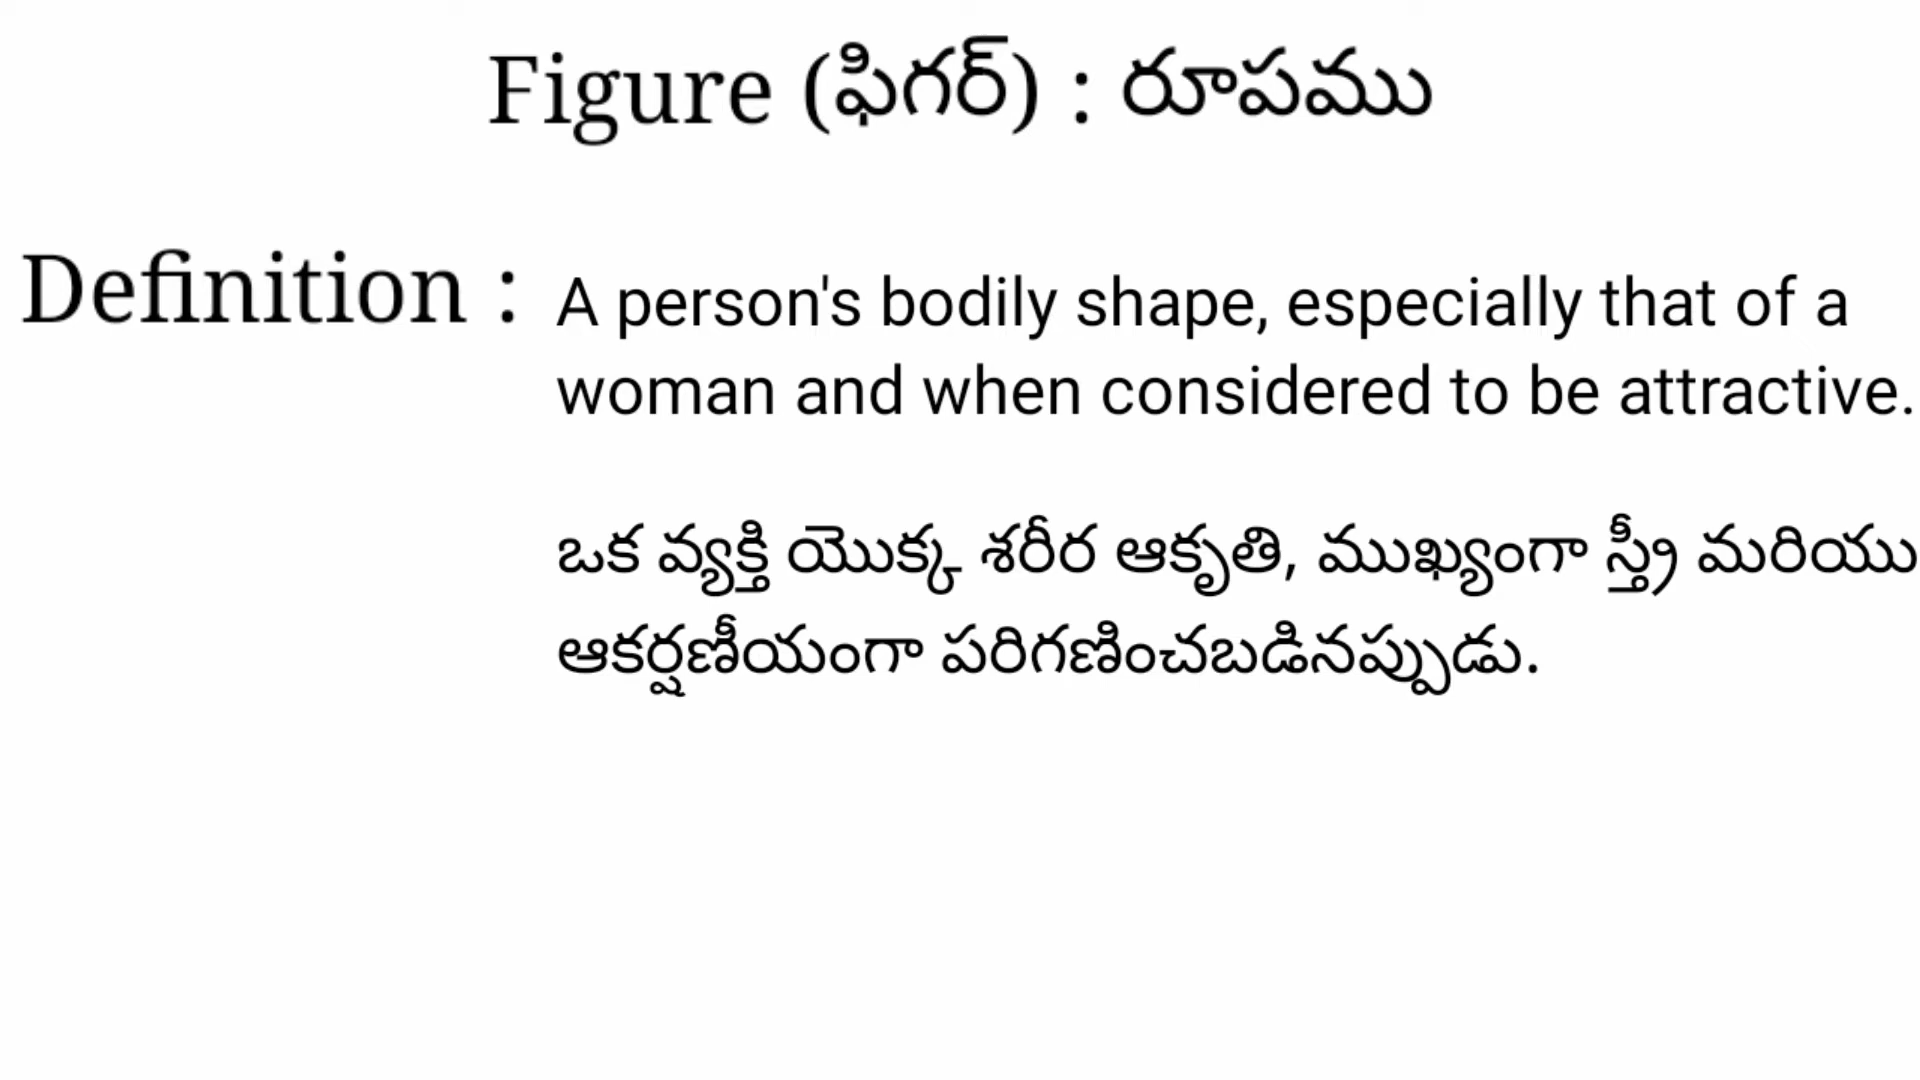 Figure (ఫిగర్) : రూపము
Definition : A person's bodily shape, especially that of a
woman and when considered to be attractive.
ఒక వ్యక్తి యొక్క శరీర ఆకృతి, ముఖ్యంగా స్త్రీ మరియు
ఆకర్షణీయంగా పరిగణించబడినప్పుడు.